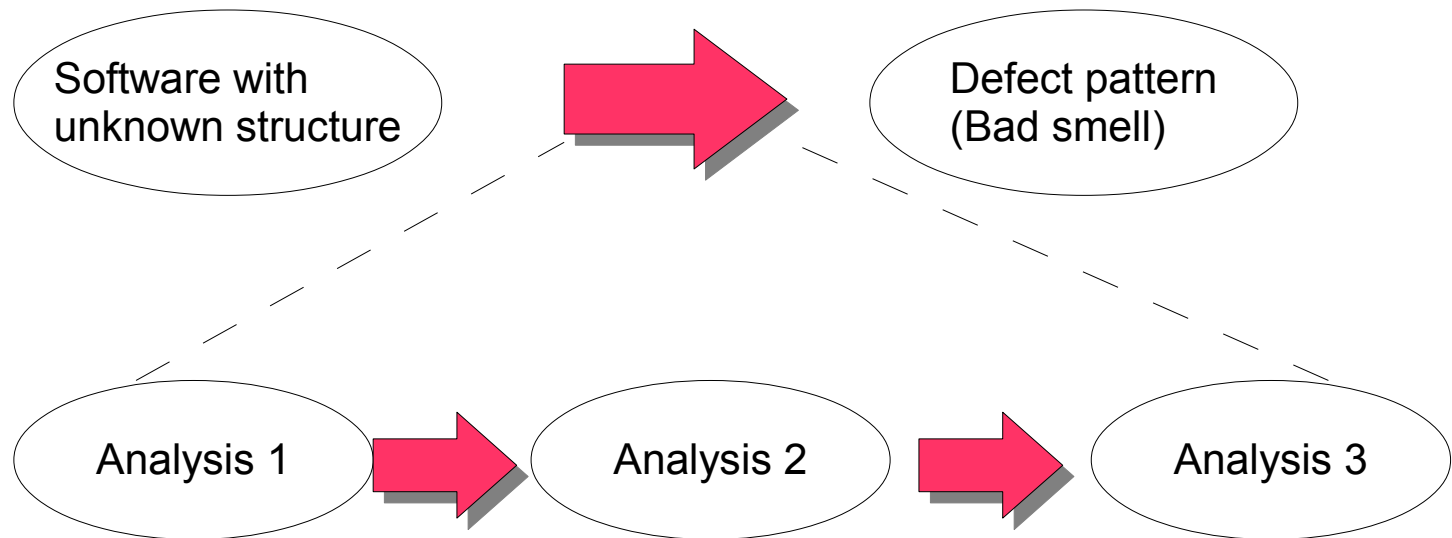 Software with
unknown structure
Defect pattern
(Bad smell)
Analysis 1
Analysis 2
Analysis 3